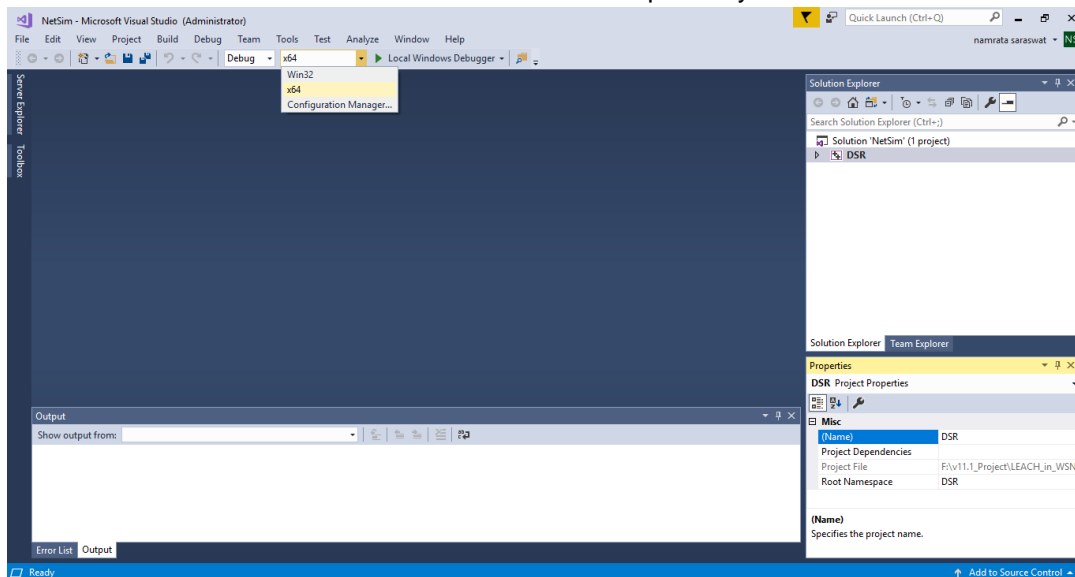 NetSim - Microsoft Visual Studio (Administrator)
Quick Launch (Ctrl+Q)
File Edit View Project Build Debug Team Tools Test Analyze Window Help
namrata saraswat NS
Debug x64 Local Windows Debugger
Win32
x64
Configuration Manager...
Server Explorer
Toolbox
Solution Explorer
Search Solution Explorer (Ctrl+;)
Solution 'NetSim' (1 project)
DSR
Solution Explorer Team Explorer
Properties
DSR Project Properties
Misc
(Name) DSR
Project Dependencies
Project File F:\v11.1_Project\LEACH_in_WSN
Root Namespace DSR
(Name)
Specifies the project name.
Output
Show output from:
Error List Output
Ready
Add to Source Control